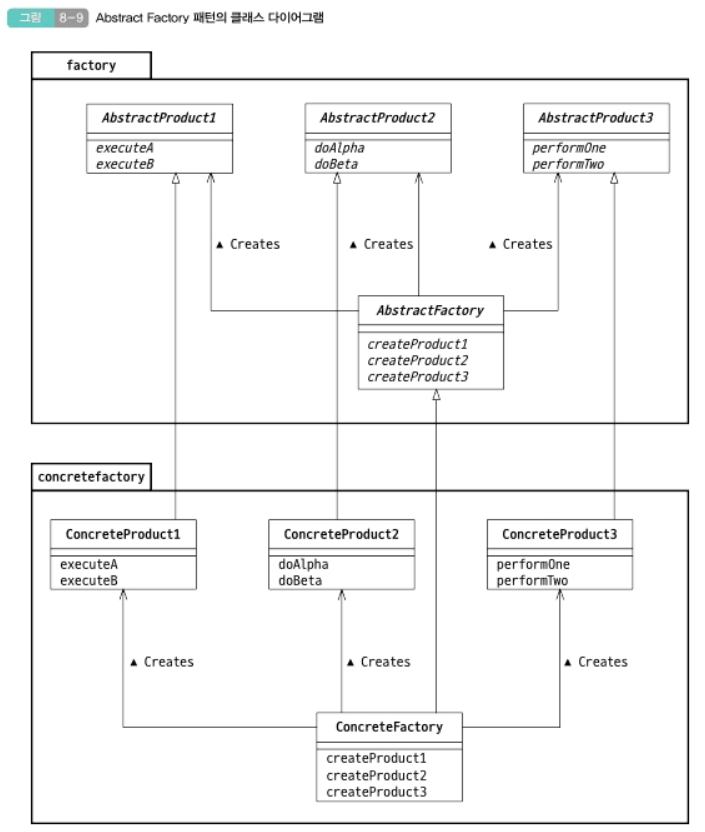 그림 8-9 Abstract Factory 패턴의 클래스 다이어그램
factory
AbstractProduct1
executeA
executeB
AbstractProduct2
doAlpha
doBeta
AbstractProduct3
performOne
performTwo
▲ Creates
▲ Creates
▲ Creates
AbstractFactory
createProduct1
createProduct2
createProduct3
concretefactory
ConcreteProduct1
executeA
executeB
ConcreteProduct2
doAlpha
doBeta
ConcreteProduct3
performOne
performTwo
▲ Creates
▲ Creates
▲ Creates
ConcreteFactory
createProduct1
createProduct2
createProduct3